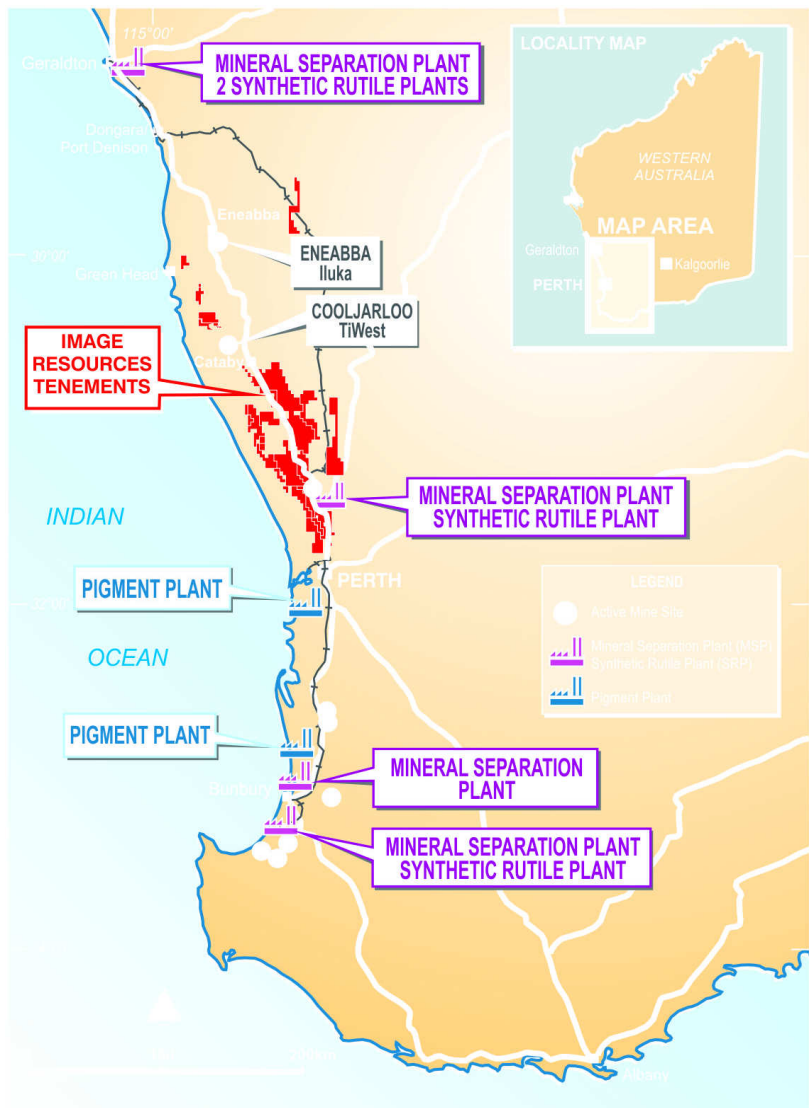 115°00'
Geraldton
MINERAL SEPARATION PLANT
2 SYNTHETIC RUTILE PLANTS
LOCALITY MAP
WESTERN
AUSTRALIA
MAP AREA
Geraldton
Kalgoorlie
PERTH
Dongara
Port Denison
Eneabba
ENEABBA
Iluka
30°00'
Green Head
COOLJARLOO
TiWest
Cataby
IMAGE
RESOURCES
TENEMENTS
MINERAL SEPARATION PLANT
SYNTHETIC RUTILE PLANT
INDIAN
OCEAN
PERTH
PIGMENT PLANT
32°00'
LEGEND
Active Mine Site
Mineral Separation Plant (MSP)
Synthetic Rutile Plant (SRP)
Pigment Plant
PIGMENT PLANT
Bunbury
MINERAL SEPARATION
PLANT
MINERAL SEPARATION PLANT
SYNTHETIC RUTILE PLANT
Albany